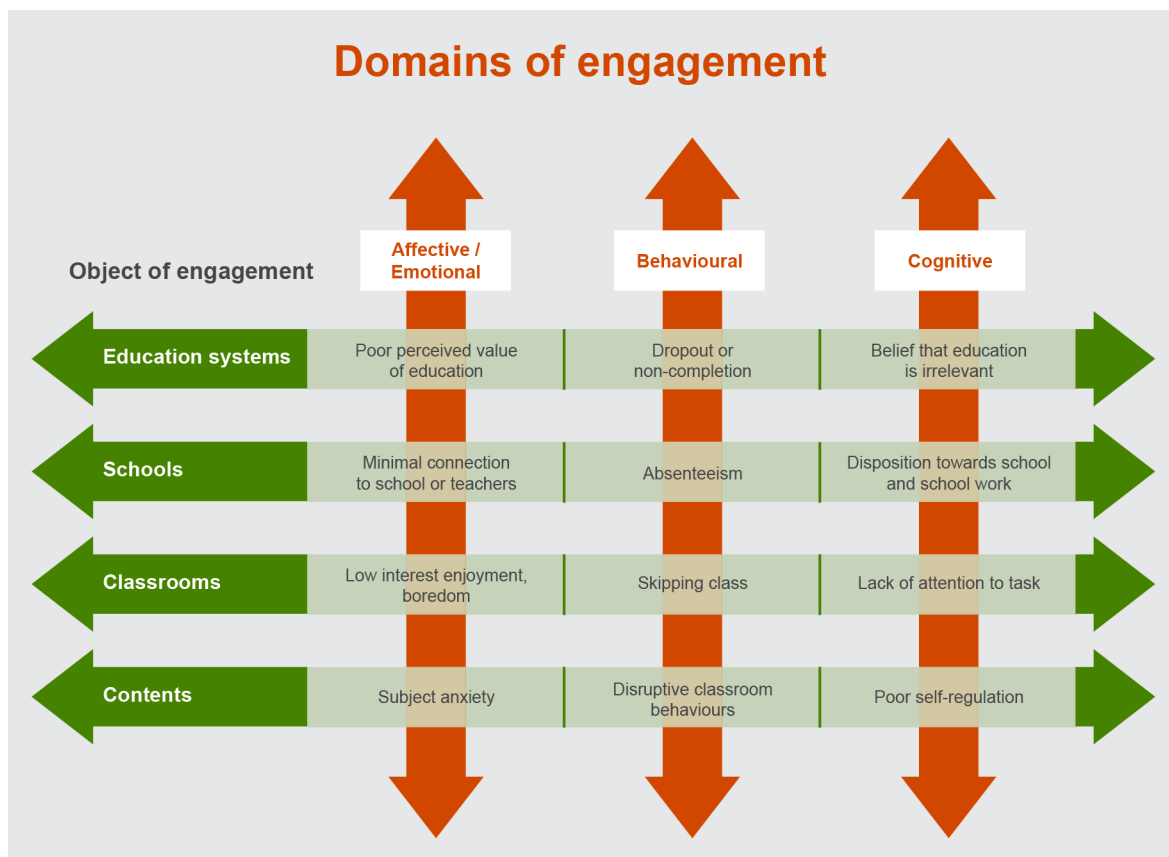 Domains of engagement
Object of engagement
Affective /
Emotional
Behavioural
Cognitive
Education systems
Poor perceived value
of education
Dropout or
non-completion
Belief that education
is irrelevant
Schools
Minimal connection
to school or teachers
Absenteeism
Disposition towards school
and school work
Classrooms
Low interest enjoyment,
boredom
Skipping class
Lack of attention to task
Contents
Subject anxiety
Disruptive classroom
behaviours
Poor self-regulation